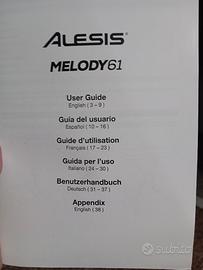 ALESIS®
MELODY61
User Guide
English ( 3 – 9 )
Guía del usuario
Español ( 10 – 16 )
Guide d'utilisation
Français ( 17 – 23 )
Guida per l'uso
Italiano ( 24 – 30 )
Benutzerhandbuch
Deutsch ( 31 – 37 )
Appendix
English ( 38 )
Subito